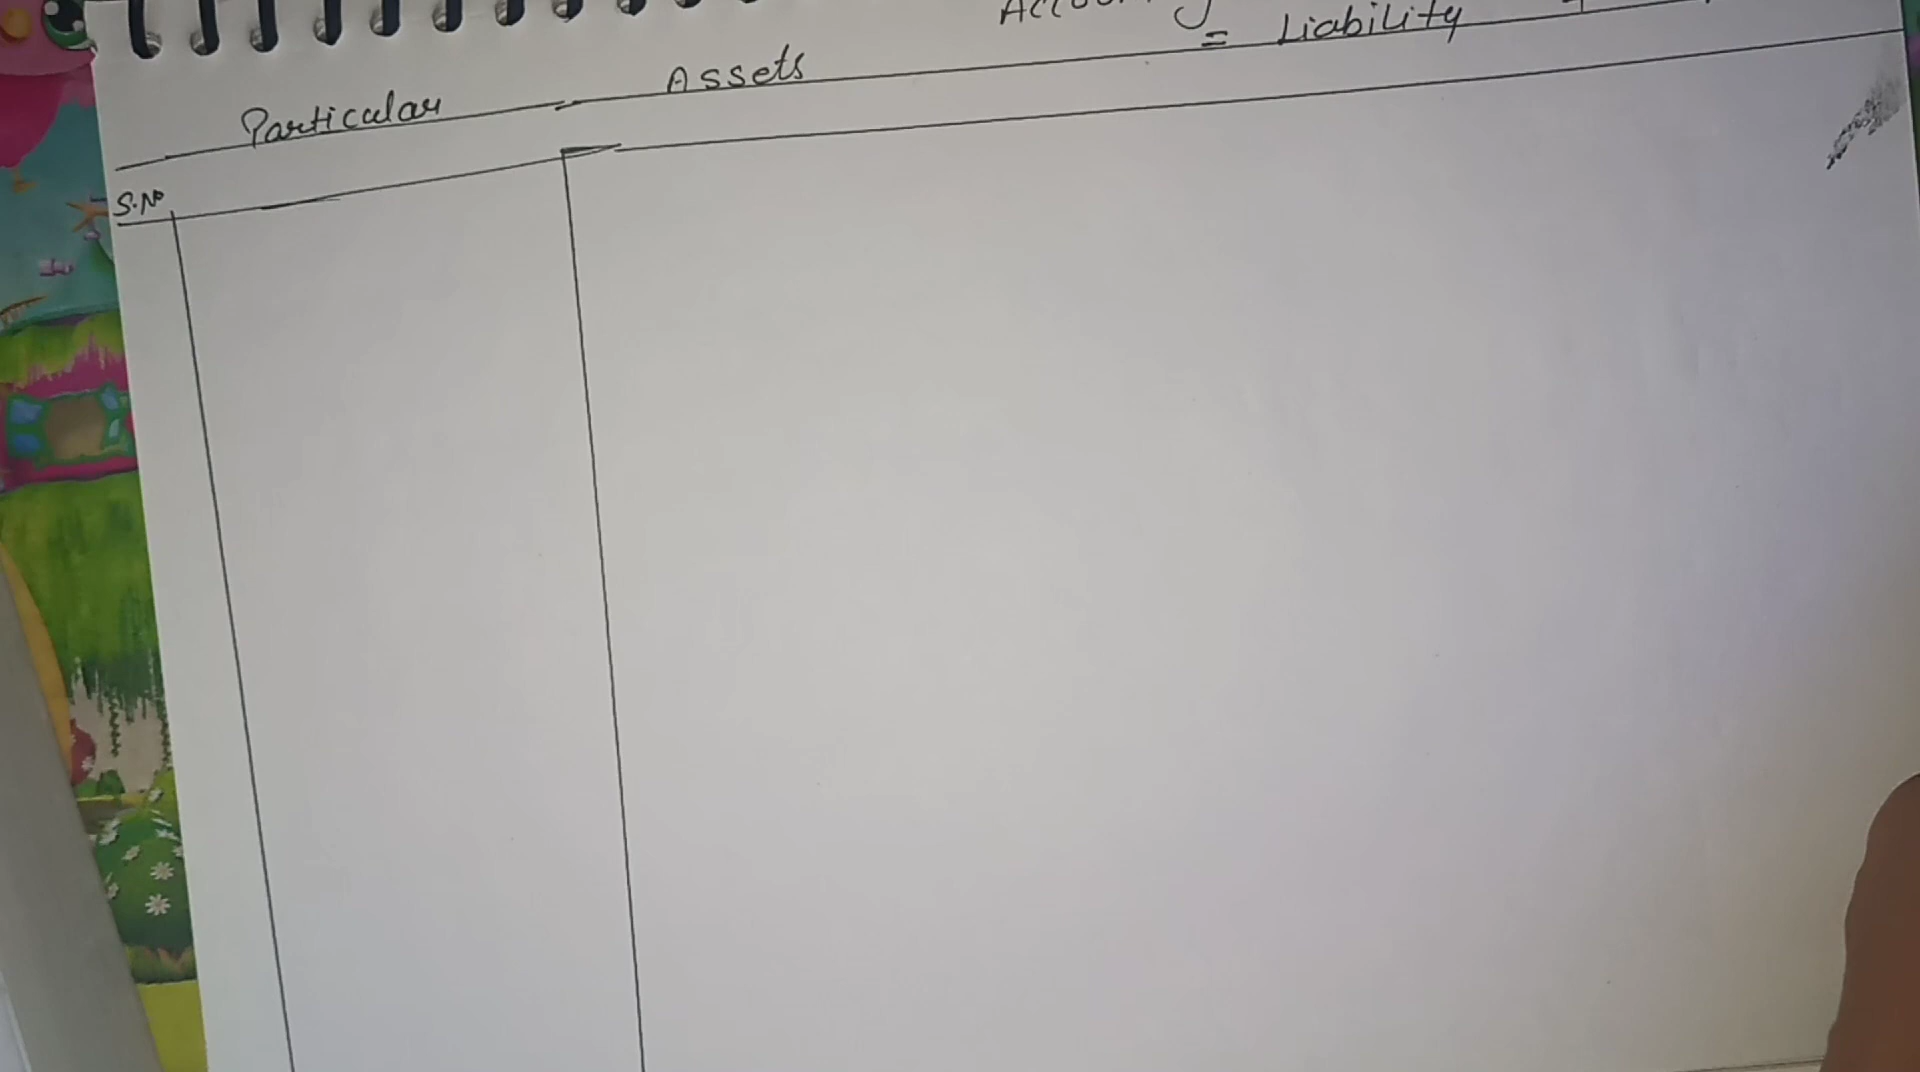 Particular Assets = Liability
S.No